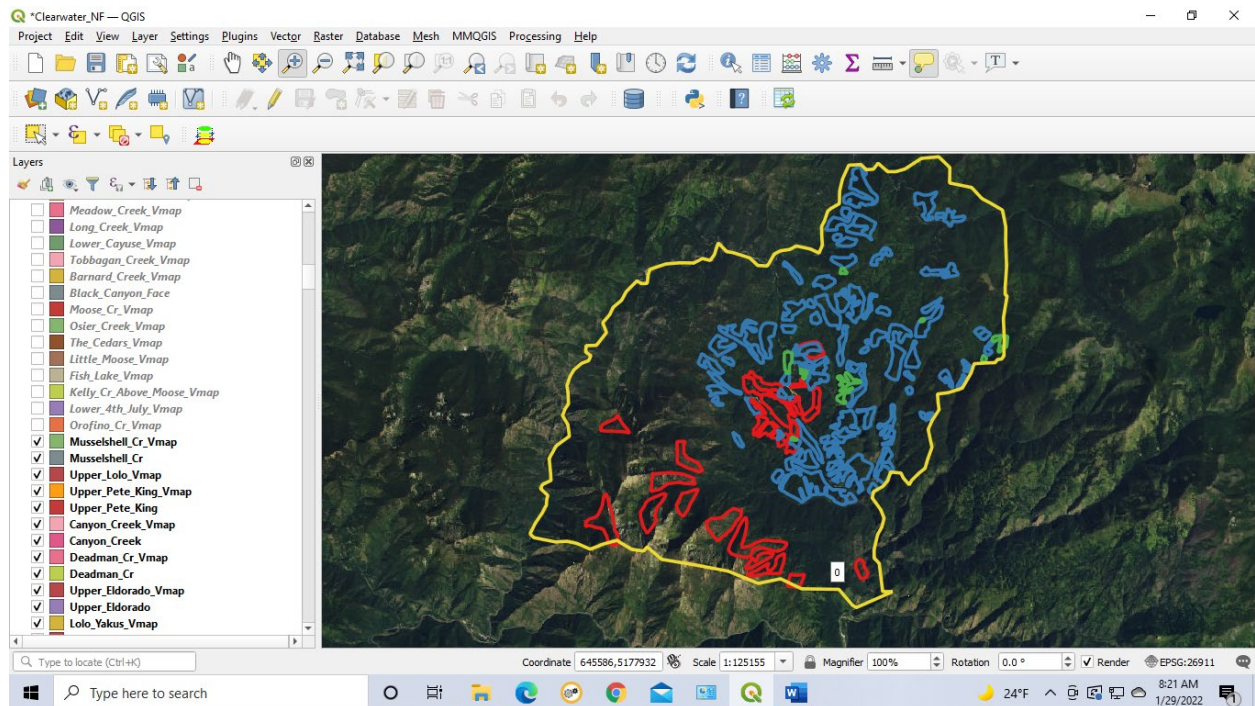 *Clearwater_NF — QGIS
Project Edit View Layer Settings Plugins Vector Raster Database Mesh MMQGIS Processing Help
Layers
Meadow_Creek_Vmap
Long_Creek_Vmap
Lower_Cayuse_Vmap
Tobbagan_Creek_Vmap
Barnard_Creek_Vmap
Black_Canyon_Face
Moose_Cr_Vmap
Osier_Creek_Vmap
The_Cedars_Vmap
Little_Moose_Vmap
Fish_Lake_Vmap
Kelly_Cr_Above_Moose_Vmap
Lower_4th_July_Vmap
Orofino_Cr_Vmap
Musselshell_Cr_Vmap
Musselshell_Cr
Upper_Lolo_Vmap
Upper_Pete_King_Vmap
Upper_Pete_King
Canyon_Creek_Vmap
Canyon_Creek
Deadman_Cr_Vmap
Deadman_Cr
Upper_Eldorado_Vmap
Upper_Eldorado
Lolo_Yakus_Vmap
0
Type to locate (Ctrl+K) Coordinate 645586,5177932 Scale 1:125155 Magnifier 100% Rotation 0.0 ° Render EPSG:26911
Type here to search 24°F 8:21 AM
1/29/2022